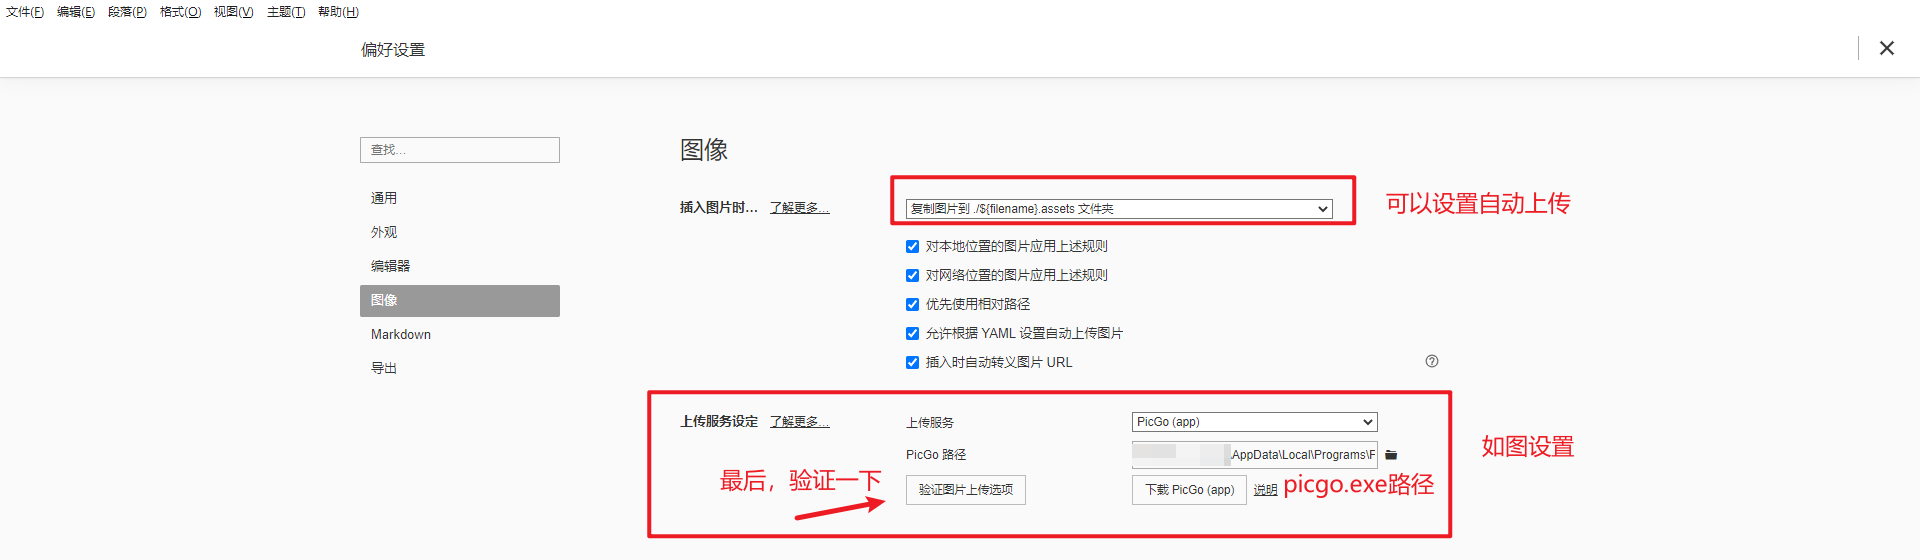 文件(F) 编辑(E) 段落(P) 格式(O) 视图(V) 主题(T) 帮助(H)
偏好设置
查找...
通用
外观
编辑器
图像
Markdown
导出
图像
插入图片时... 了解更多... 复制图片到 ./${filename}.assets 文件夹 可以设置自动上传
对本地位置的图片应用上述规则
对网络位置的图片应用上述规则
优先使用相对路径
允许根据 YAML 设置自动上传图片
插入时自动转义图片 URL
上传服务设定 了解更多... 上传服务 PicGo (app)
如图设置
PicGo 路径 AppData\Local\Programs\F
最后，验证一下 验证图片上传选项 下载 PicGo (app) 说明 picgo.exe路径